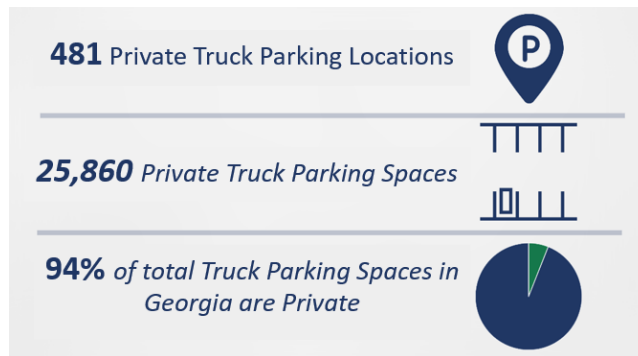 481 Private Truck Parking Locations
P
25,860 Private Truck Parking Spaces
94% of total Truck Parking Spaces in
Georgia are Private